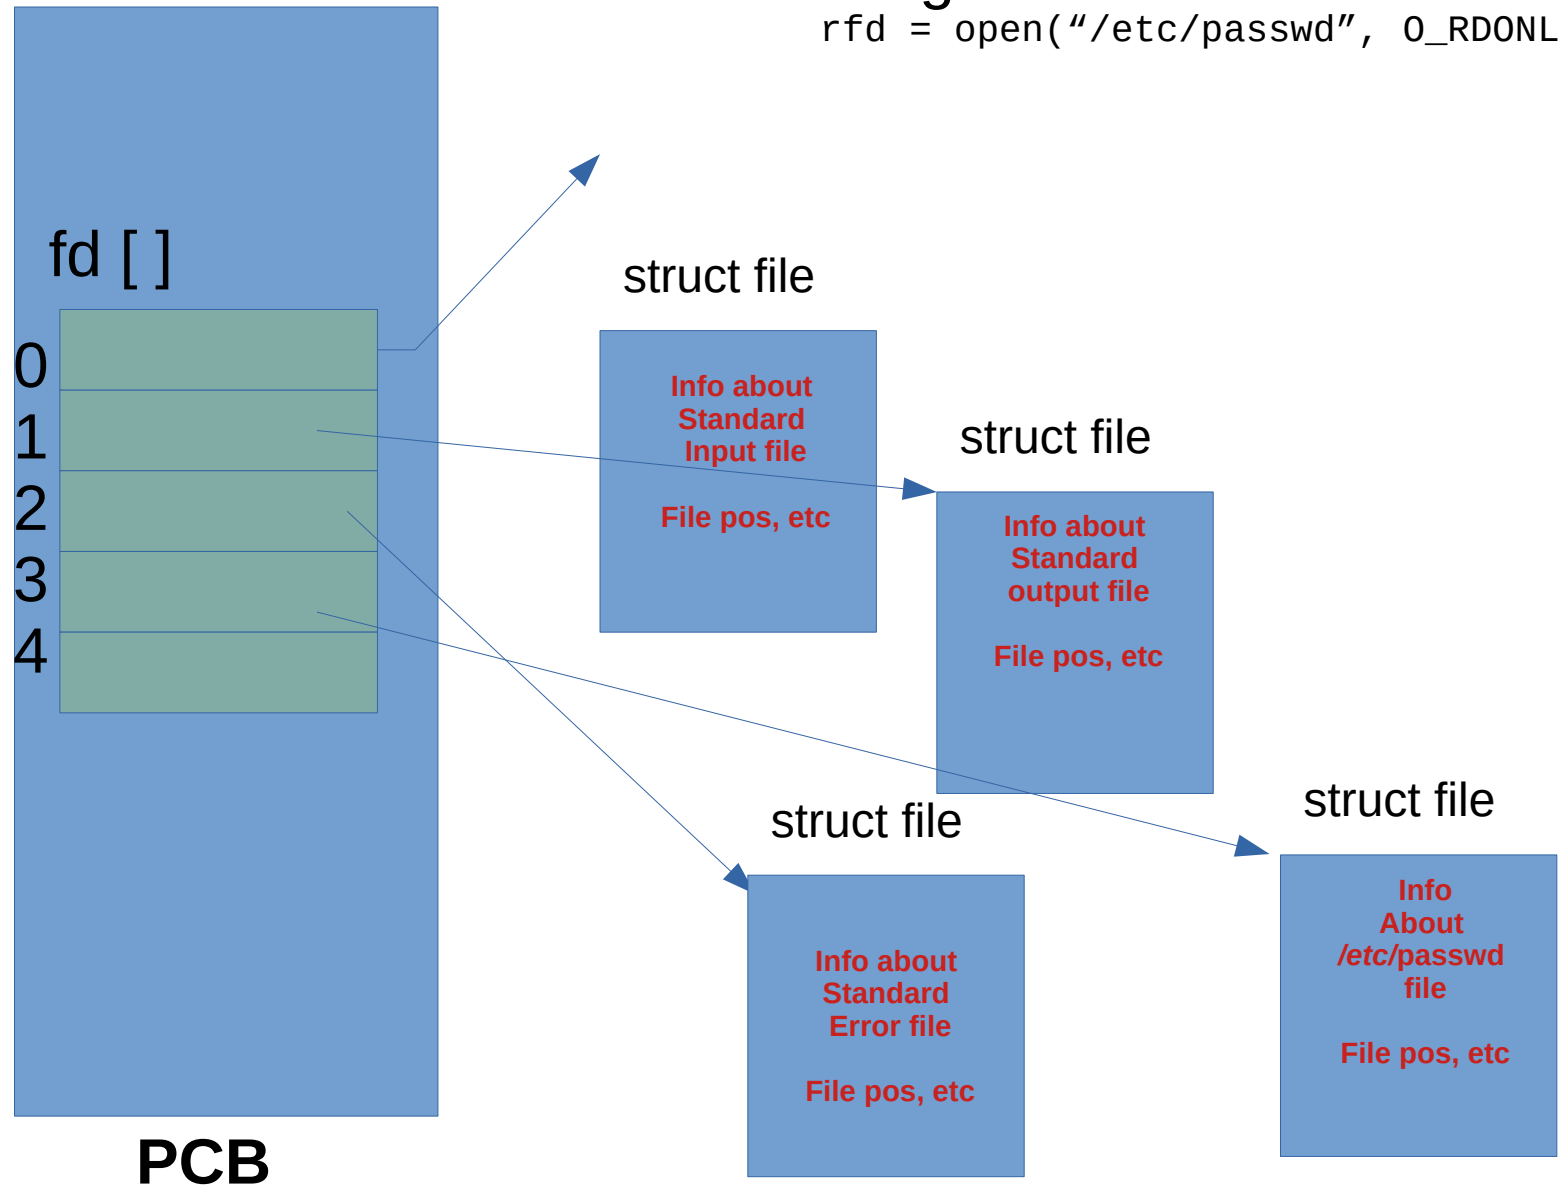 rfd = open(“/etc/passwd”, O_RDONL
fd [ ]
0
1
2
3
4
struct file
Info about
Standard
Input file
File pos, etc
struct file
Info about
Standard
output file
File pos, etc
struct file
Info about
Standard
Error file
File pos, etc
struct file
Info
About
/etc/passwd
file
File pos, etc
PCB